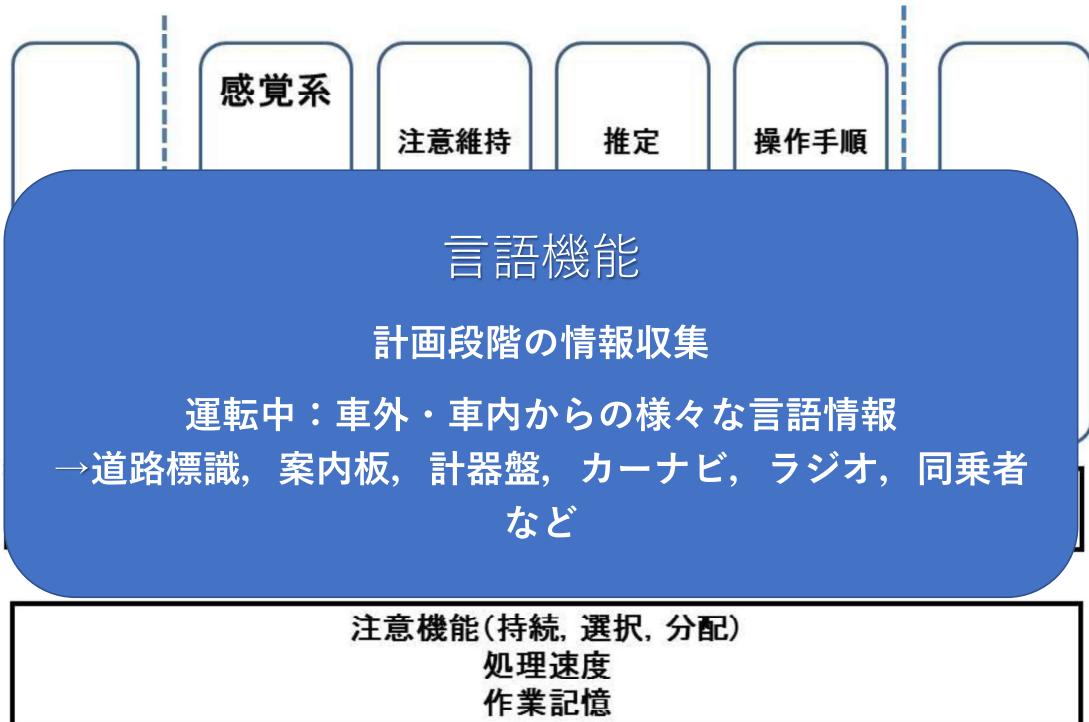 感覚系
注意維持
推定
操作手順
言語機能
計画段階の情報収集
運転中：車外・車内からの様々な言語情報
→道路標識，案内板，計器盤，カーナビ，ラジオ，同乗者
など
注意機能(持続, 選択, 分配)
処理速度
作業記憶